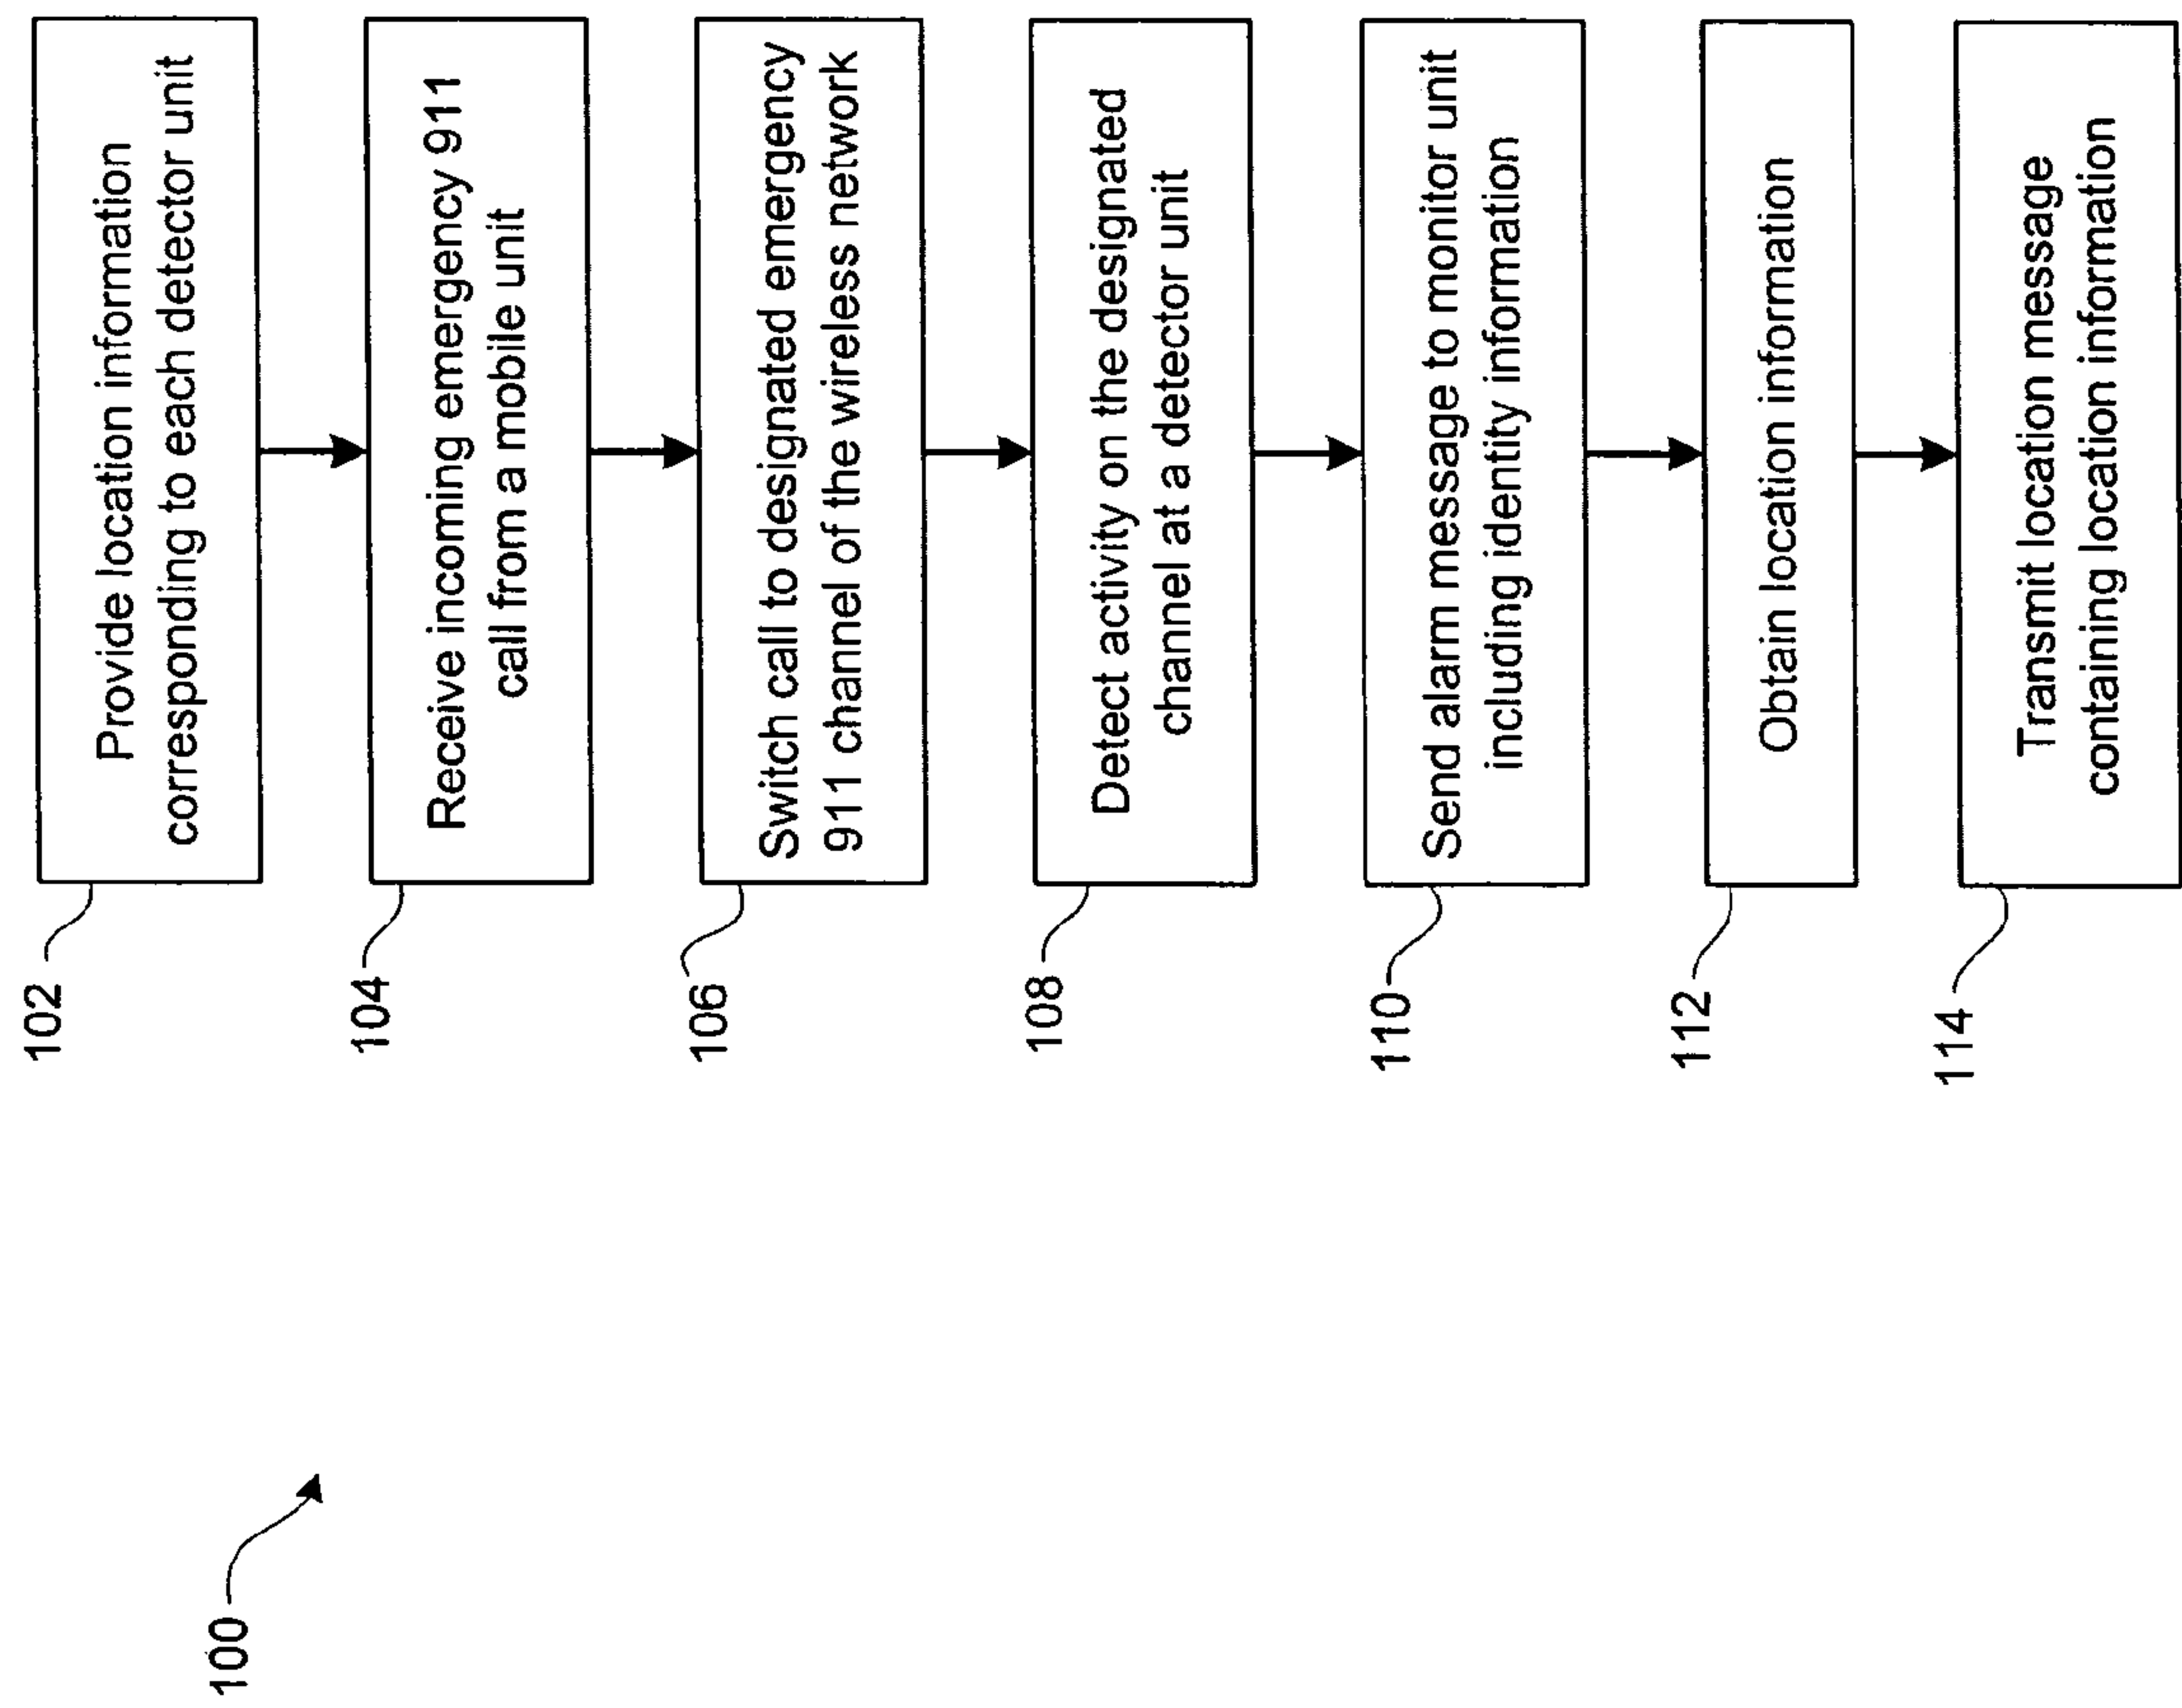 100
102
Provide location information
corresponding to each detector unit
104
Receive incoming emergency 911
call from a mobile unit
106
Switch call to designated emergency
911 channel of the wireless network
108
Detect activity on the designated
channel at a detector unit
110
Send alarm message to monitor unit
including identity information
112
Obtain location information
114
Transmit location message
containing location information